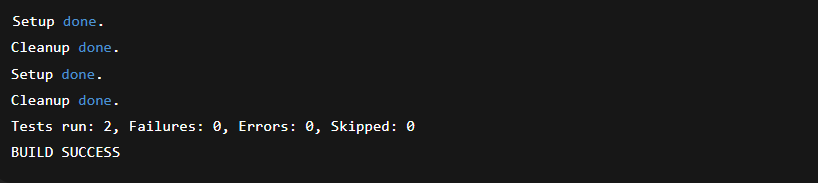 Setup done.
Cleanup done.
Setup done.
Cleanup done.
Tests run: 2, Failures: 0, Errors: 0, Skipped: 0
BUILD SUCCESS